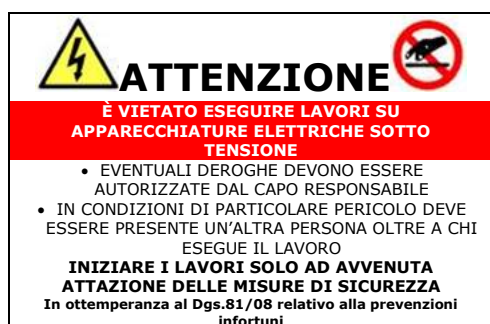 ATTENZIONE
È VIETATO ESEGUIRE LAVORI SU
APPARECCHIATURE ELETTRICHE SOTTO
TENSIONE
• EVENTUALI DEROGHE DEVONO ESSERE
AUTORIZZATE DAL CAPO RESPONSABILE
• IN CONDIZIONI DI PARTICOLARE PERICOLO DEVE
ESSERE PRESENTE UN’ALTRA PERSONA OLTRE A CHI
ESEGUE IL LAVORO
INIZIARE I LAVORI SOLO AD AVVENUTA
ATTAZIONE DELLE MISURE DI SICUREZZA
In ottemperanza al Dgs.81/08 relativo alla prevenzioni
infortuni